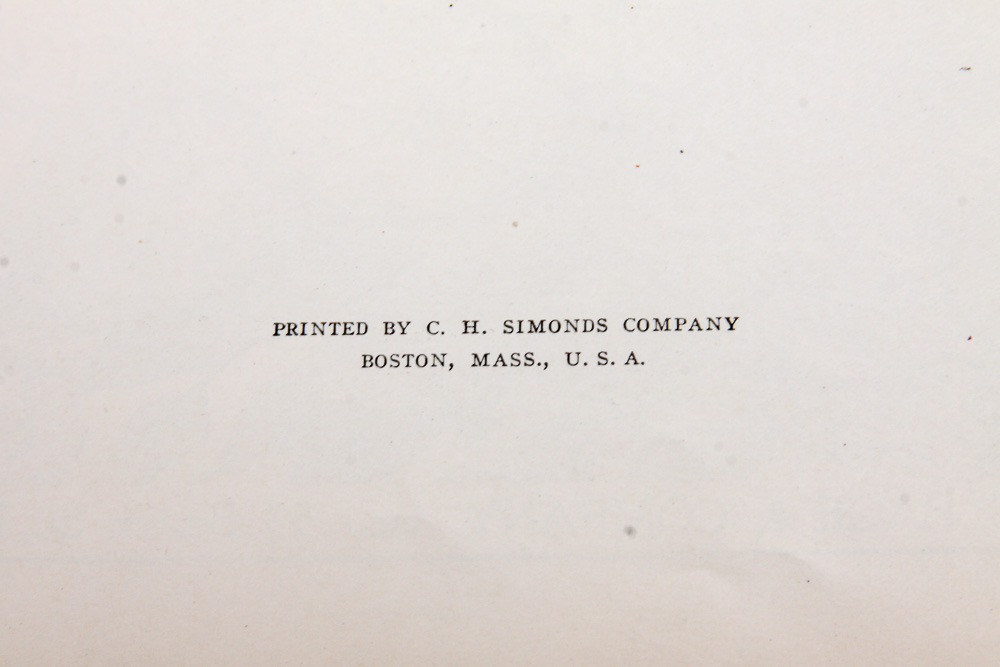 PRINTED BY C. H. SIMONDS COMPANY
BOSTON, MASS., U. S. A.